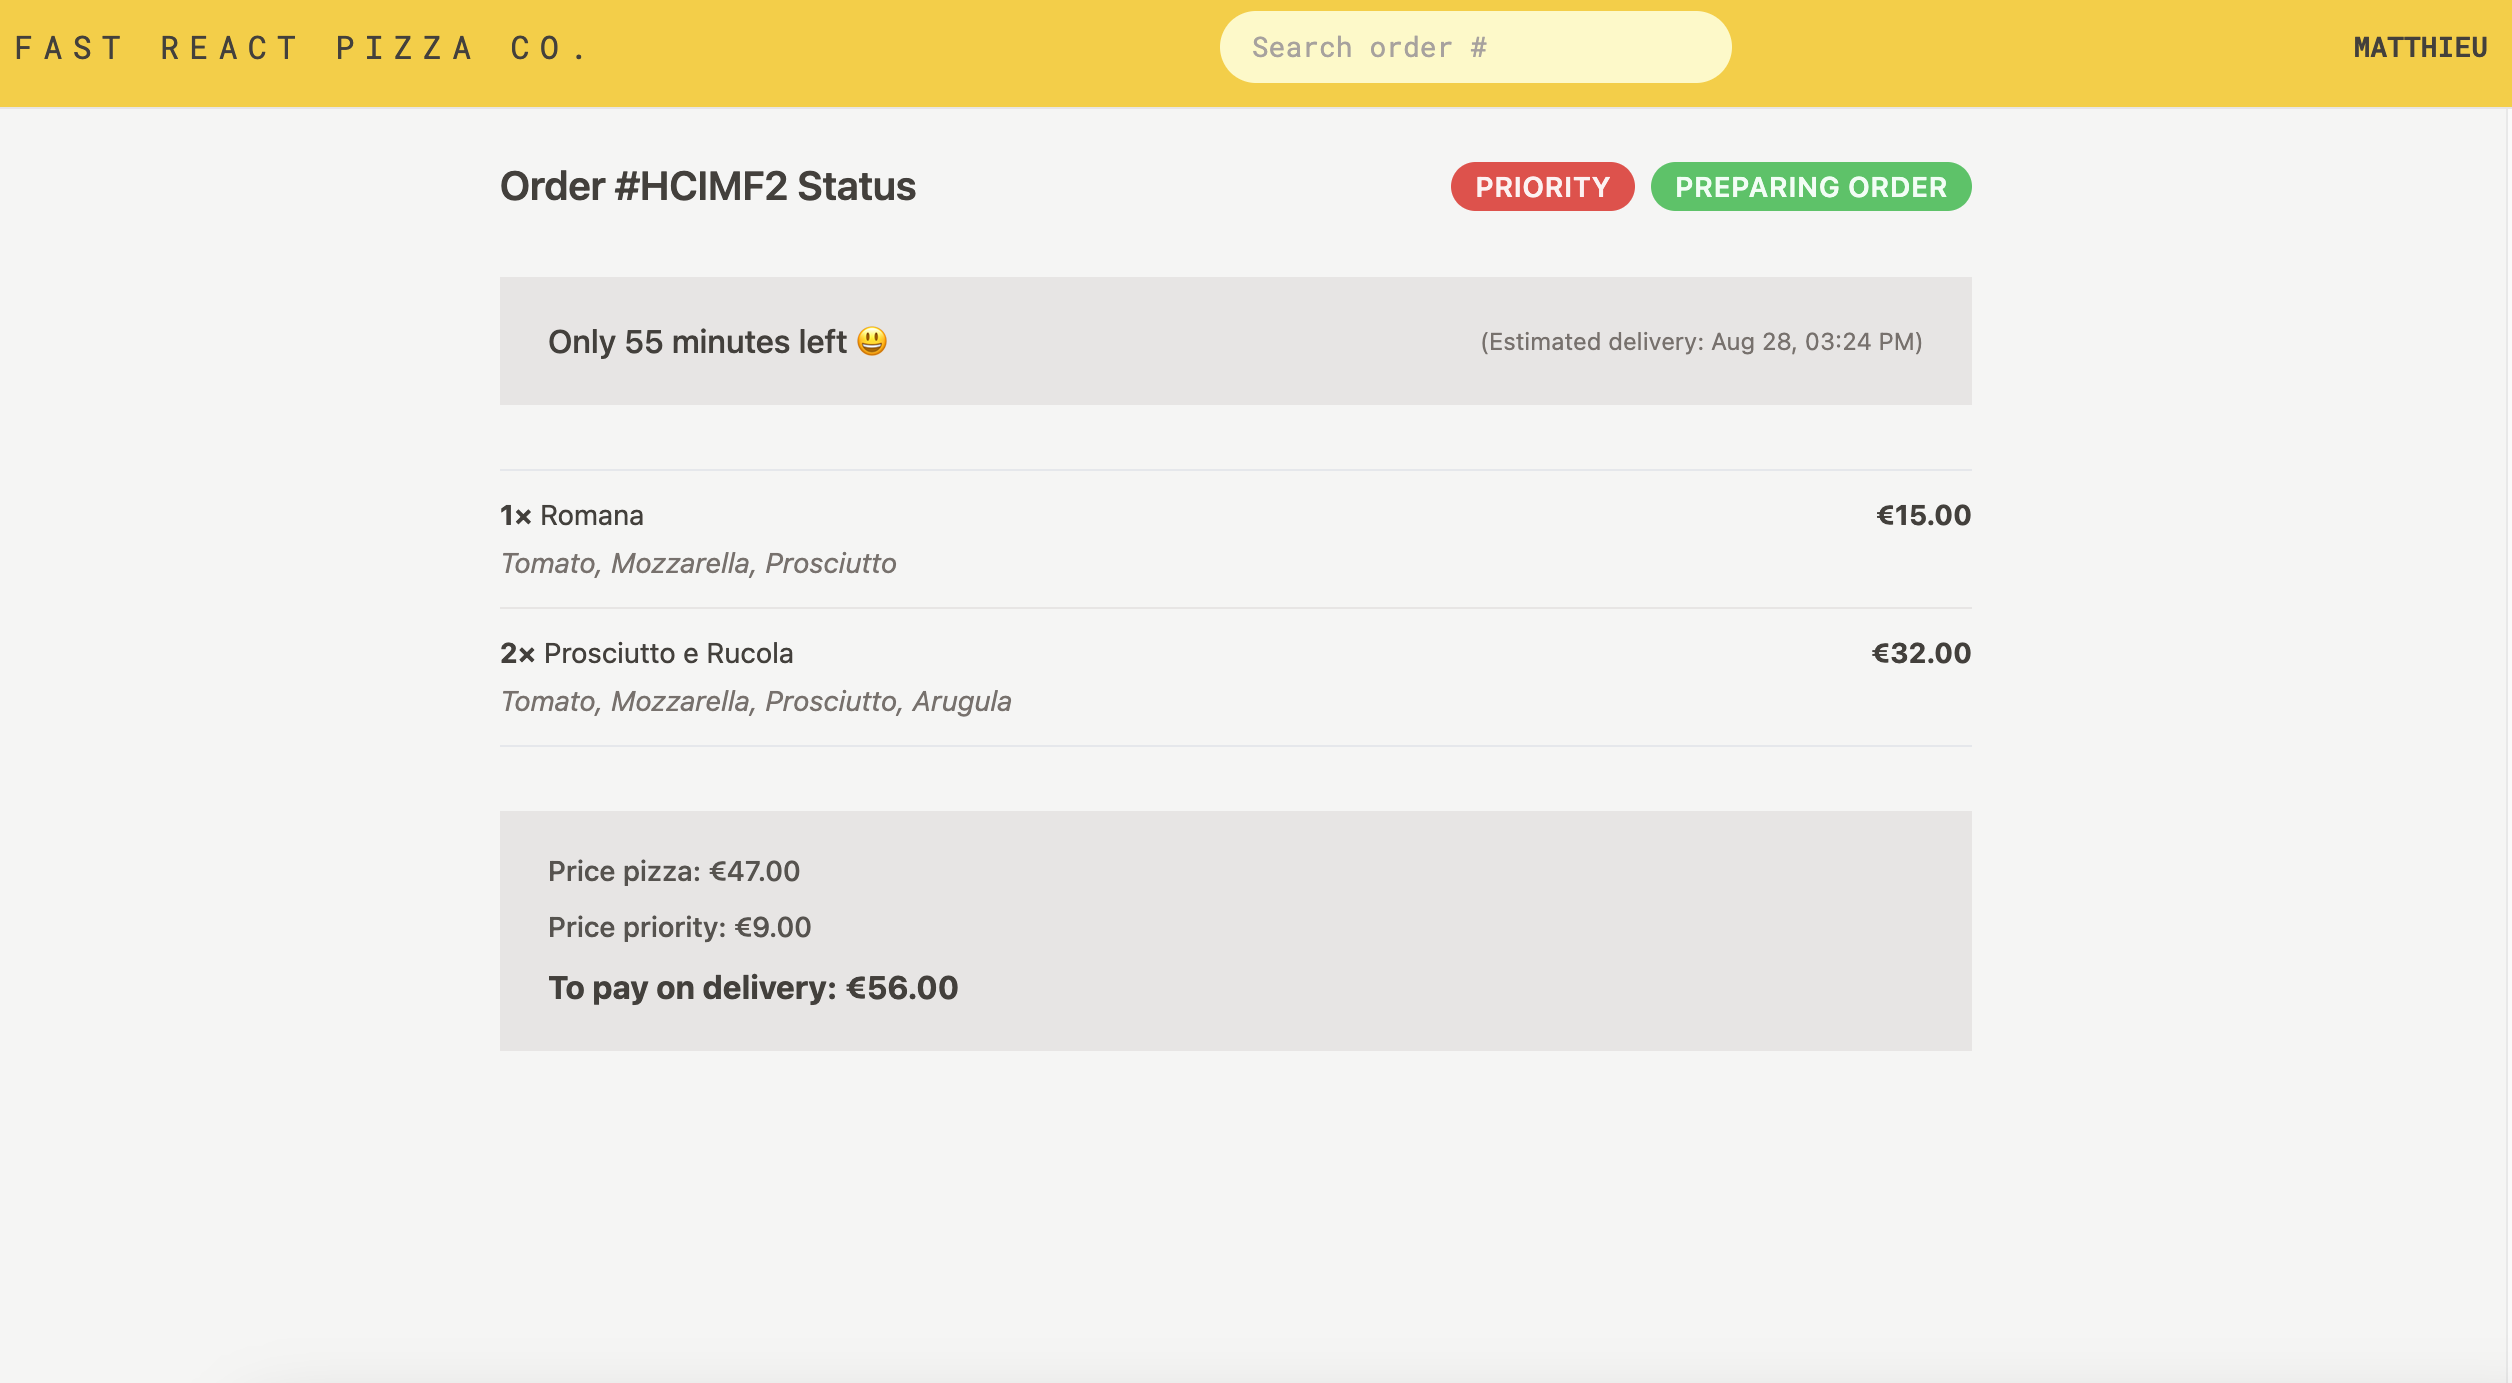 FAST REACT PIZZA CO.
Search order #
MATTHIEU
Order #HCIMF2 Status
PRIORITY
PREPARING ORDER
Only 55 minutes left 😃
(Estimated delivery: Aug 28, 03:24 PM)
1× Romana
€15.00
Tomato, Mozzarella, Prosciutto
2× Prosciutto e Rucola
€32.00
Tomato, Mozzarella, Prosciutto, Arugula
Price pizza: €47.00
Price priority: €9.00
To pay on delivery: €56.00